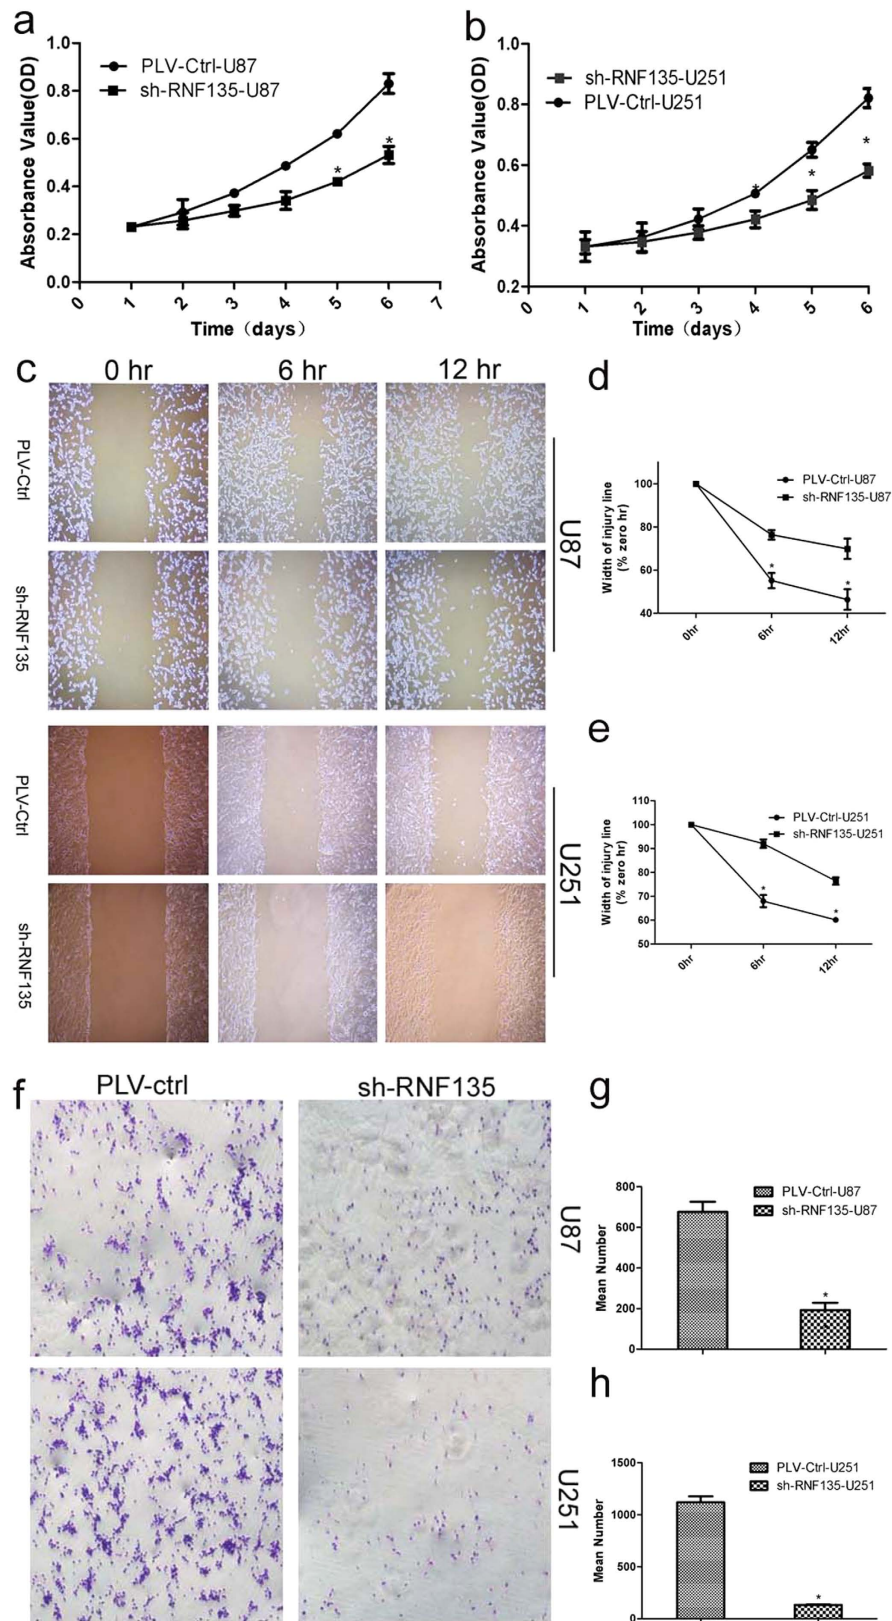 a
1.0
0.8
0.6
0.4
0.2
0.0
Absorbance Value(OD)
PLV-Ctrl-U87
sh-RNF135-U87
*
*
0 1 2 3 4 5 6 7
Time（days）
b
1.0
0.8
0.6
0.4
0.2
Absorbance Value(OD)
sh-RNF135-U251
PLV-Ctrl-U251
*
*
*
0 1 2 3 4 5 6
Time（days）
c
0 hr 6 hr 12 hr
PLV-Ctrl
sh-RNF135
U87
PLV-Ctrl
sh-RNF135
U251
d
Width of injury line
(% zero hr)
100
80
60
40
PLV-Ctrl-U87
sh-RNF135-U87
*
*
0hr 6hr 12hr
e
Width of injury line
(% zero hr)
110
100
90
80
70
60
50
PLV-Ctrl-U251
sh-RNF135-U251
*
*
0hr 6hr 12hr
f
PLV-ctrl sh-RNF135
U87
U251
g
Mean Number
800
600
400
200
0
PLV-Ctrl-U87
sh-RNF135-U87
*
h
Mean Number
1500
1000
500
0
PLV-Ctrl-U251
sh-RNF135-U251
*